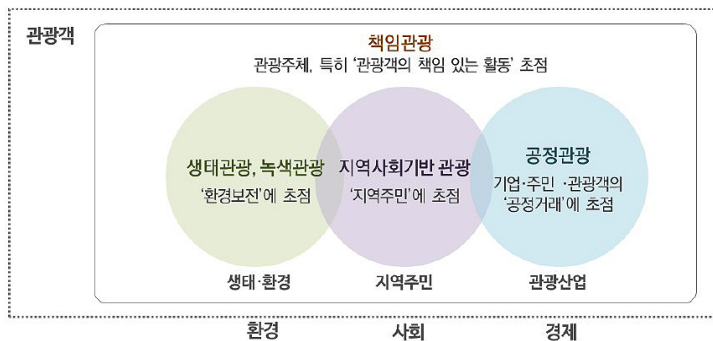 관광객
책임관광
관광주체, 특히 '관광객의 책임 있는 활동' 초점
생태관광, 녹색관광
'환경보전'에 초점
지역사회기반 관광
'지역주민'에 초점
공정관광
기업·주민 ·관광객의
'공정거래'에 초점
생태·환경
지역주민
관광산업
환경
사회
경제